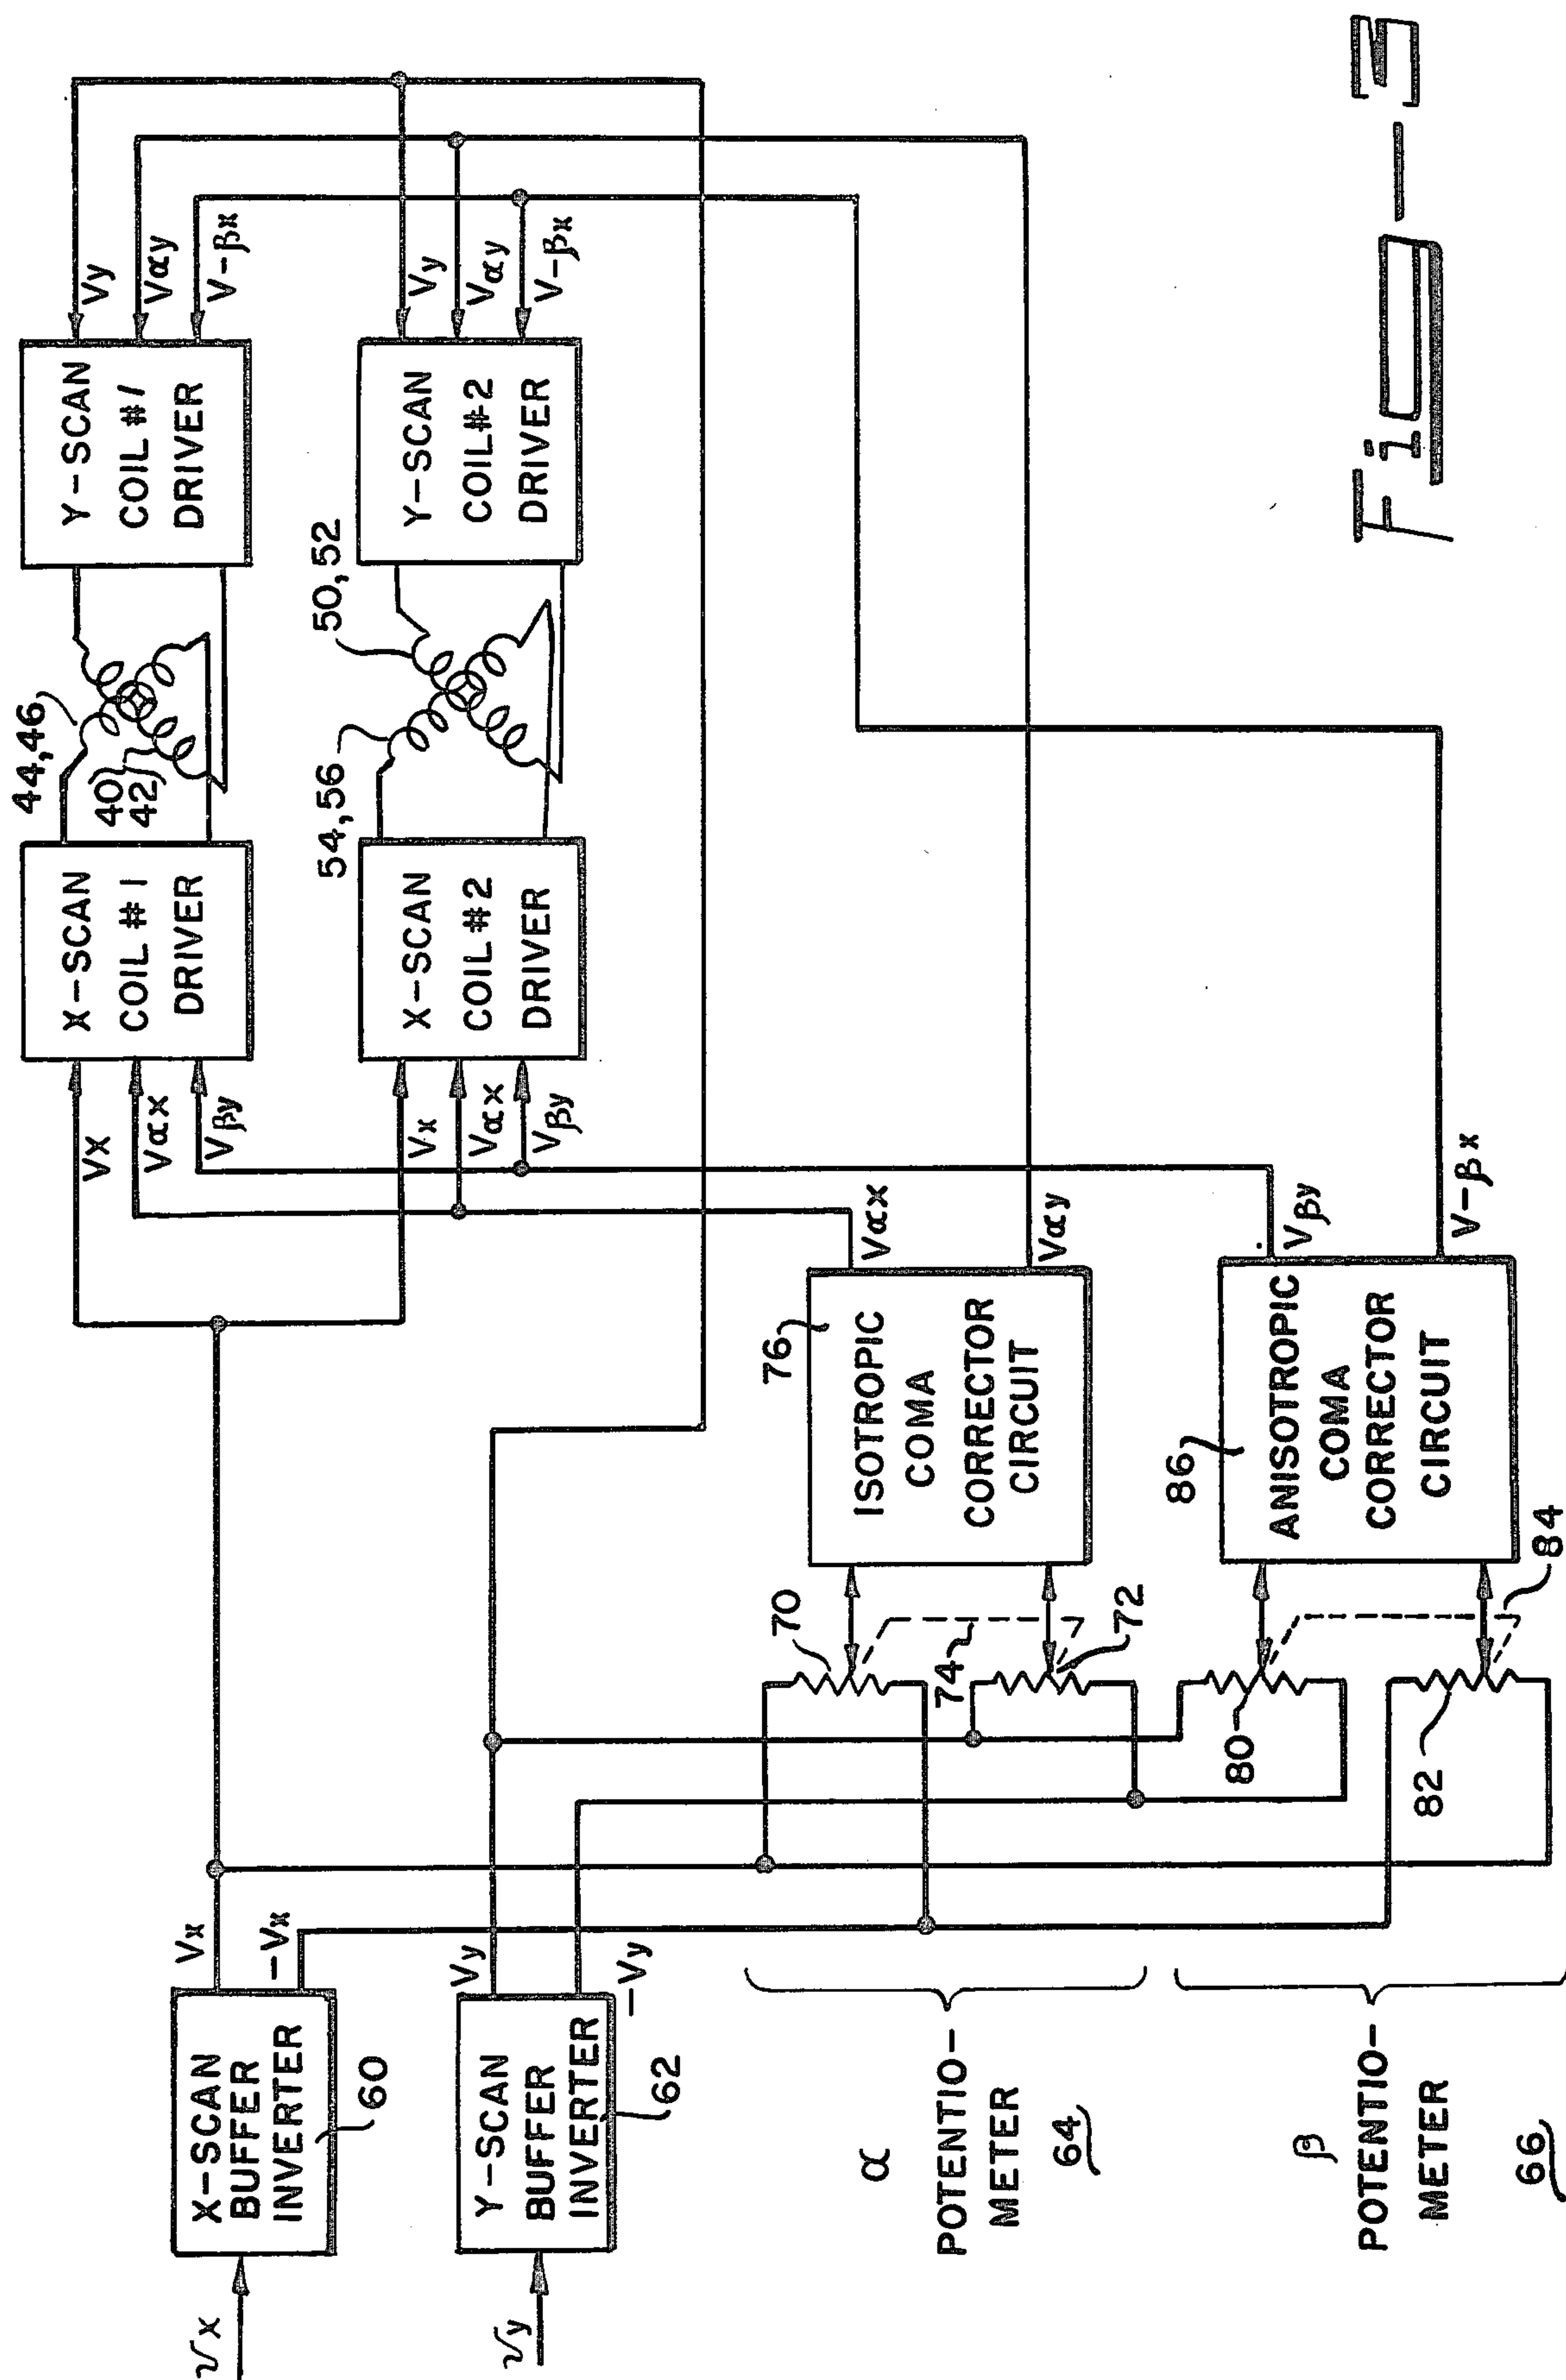 υx
X-SCAN
BUFFER
INVERTER
60
Vx
-Vx
υy
Y-SCAN
BUFFER
INVERTER
62
Vy
-Vy
α
POTENTIO-
METER
64
β
POTENTIO-
METER
66
70
72
74
80
82
84
76
ISOTROPIC
COMA
CORRECTOR
CIRCUIT
Vαx
Vαy
86
ANISOTROPIC
COMA
CORRECTOR
CIRCUIT
Vβy
V-βx
Vx
Vαx
Vβy
X-SCAN
COIL #1
DRIVER
44,46
40
42
Y-SCAN
COIL #1
DRIVER
Vy
Vαy
V-βx
Vx
Vαx
Vβy
X-SCAN
COIL #2
DRIVER
54,56
50,52
Y-SCAN
COIL #2
DRIVER
Vy
Vαy
V-βx
Fig-3